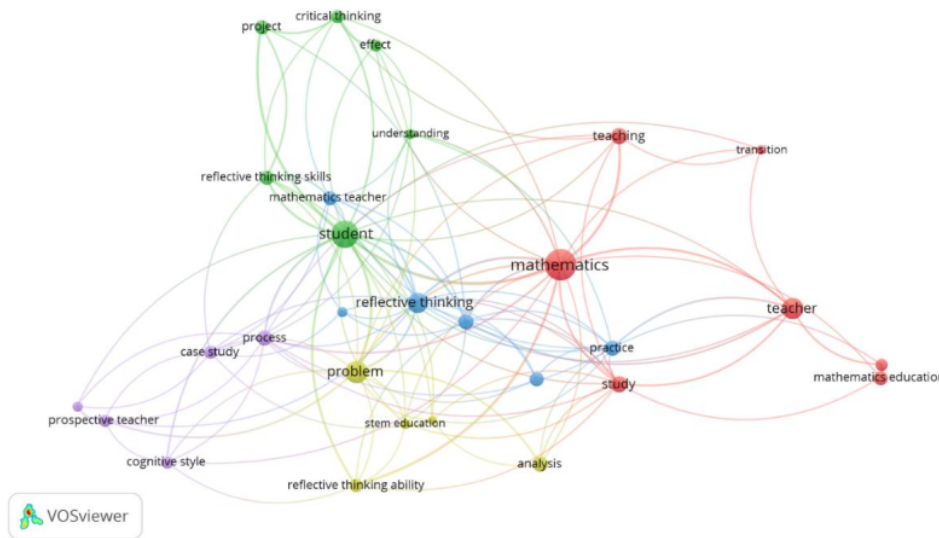 critical thinking
project
effect
understanding
teaching
transition
reflective thinking skills
mathematics teacher
student
mathematics
reflective thinking
teacher
process
case study
practice
problem
study
mathematics education
prospective teacher
stem education
cognitive style
analysis
reflective thinking ability
VOSviewer